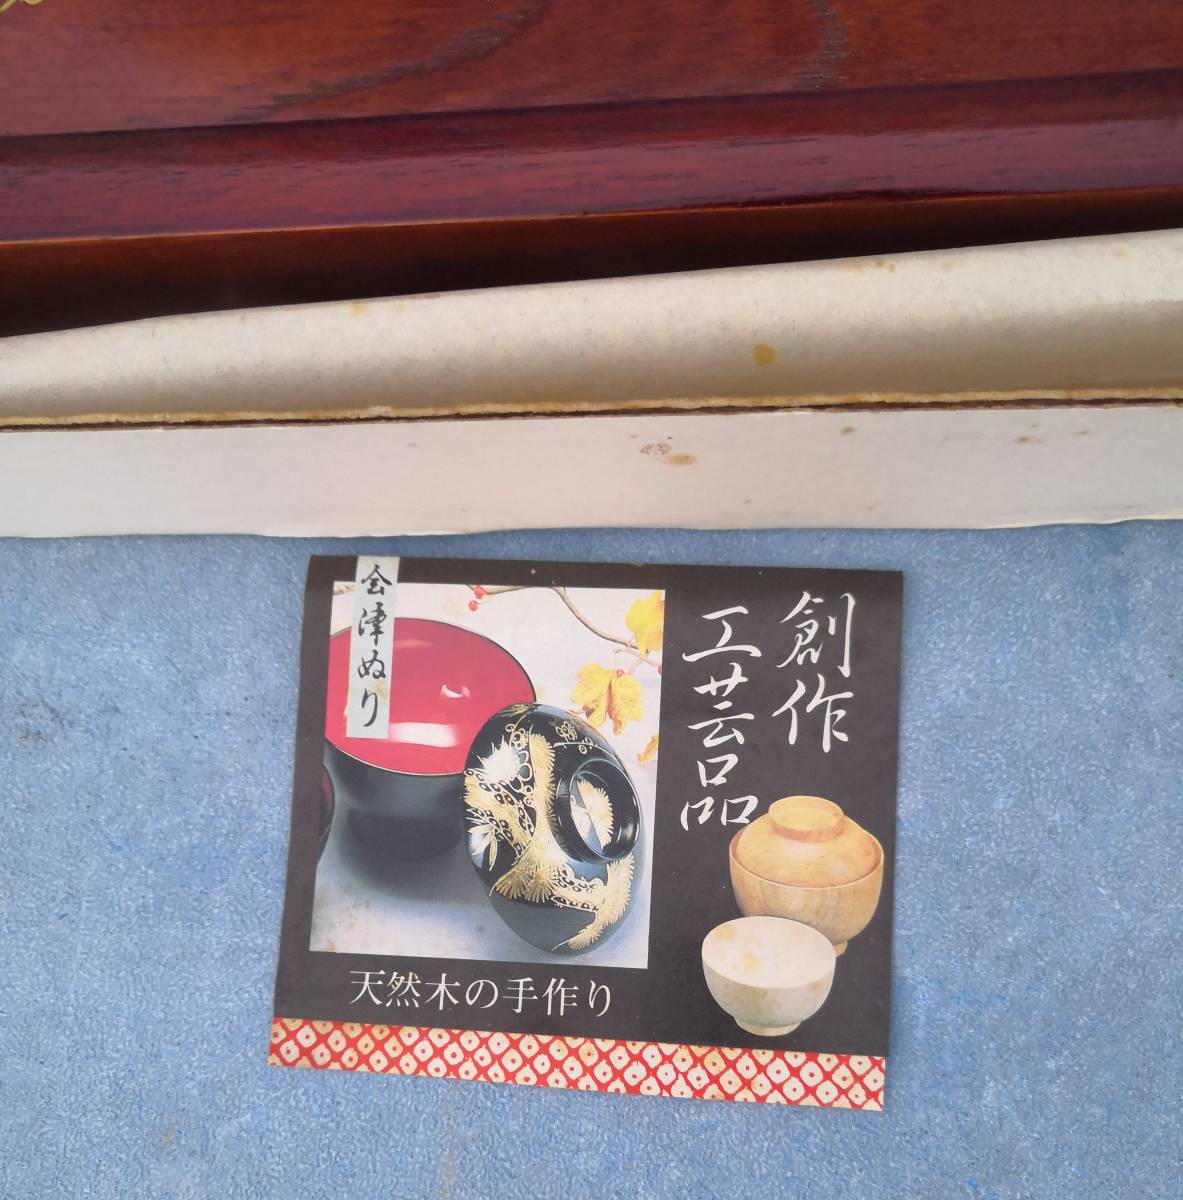 創作
工芸品
会津ぬり
天然木の手作り